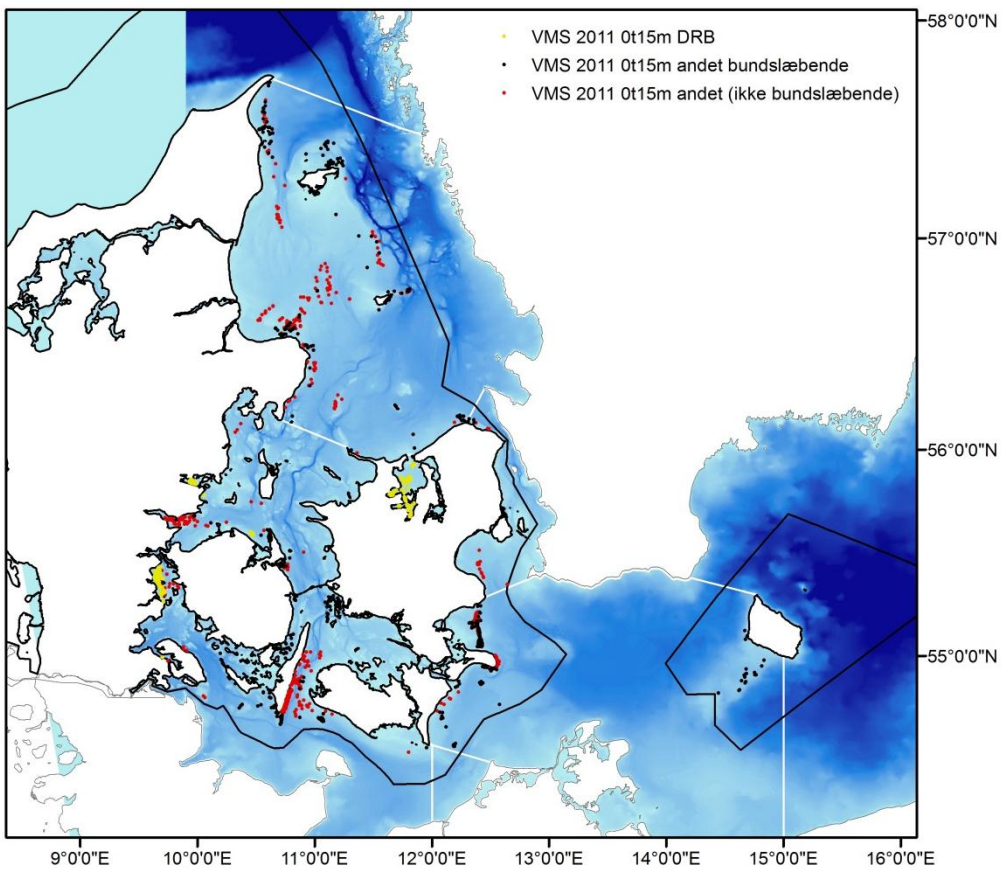 VMS 2011 0t15m DRB
VMS 2011 0t15m andet bundslæbende
VMS 2011 0t15m andet (ikke bundslæbende)
58°0'0"N
57°0'0"N
56°0'0"N
55°0'0"N
9°0'0"E 10°0'0"E 11°0'0"E 12°0'0"E 13°0'0"E 14°0'0"E 15°0'0"E 16°0'0"E